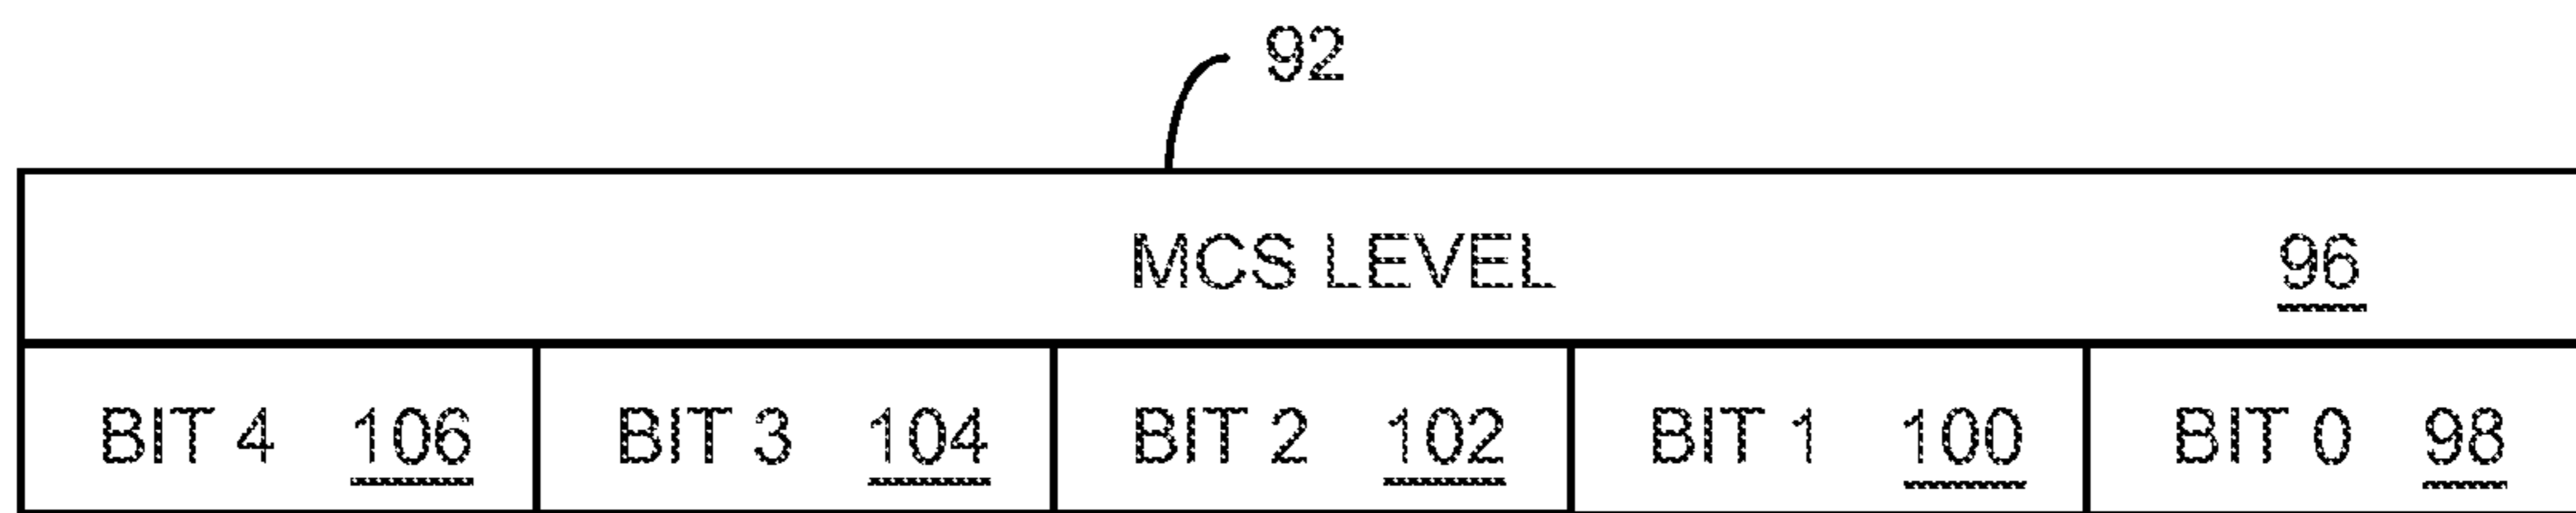 92
MCS LEVEL 96
BIT 4 106 BIT 3 104 BIT 2 102 BIT 1 100 BIT 0 98